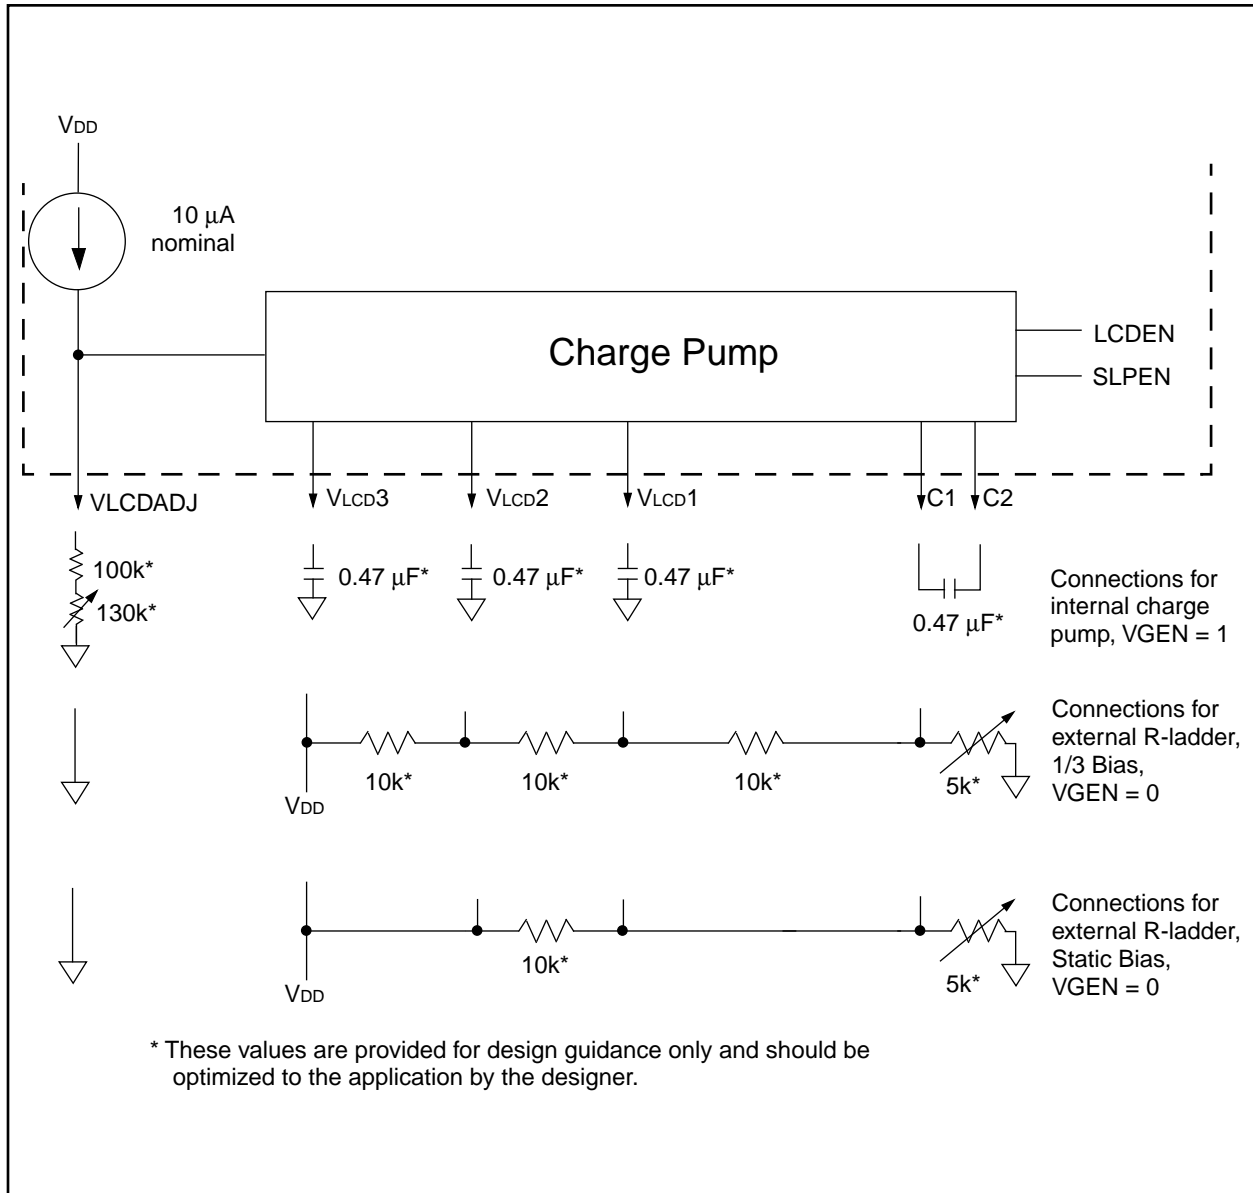 VDD
10 μA
nominal
Charge Pump
LCDEN
SLPEN
VLCDADJ
VLCD3
VLCD2
VLCD1
C1
C2
100k*
130k*
0.47 μF*
0.47 μF*
0.47 μF*
0.47 μF*
Connections for
internal charge
pump, VGEN = 1
VDD
10k*
10k*
10k*
5k*
Connections for
external R-ladder,
1/3 Bias,
VGEN = 0
VDD
10k*
5k*
Connections for
external R-ladder,
Static Bias,
VGEN = 0
* These values are provided for design guidance only and should be
optimized to the application by the designer.